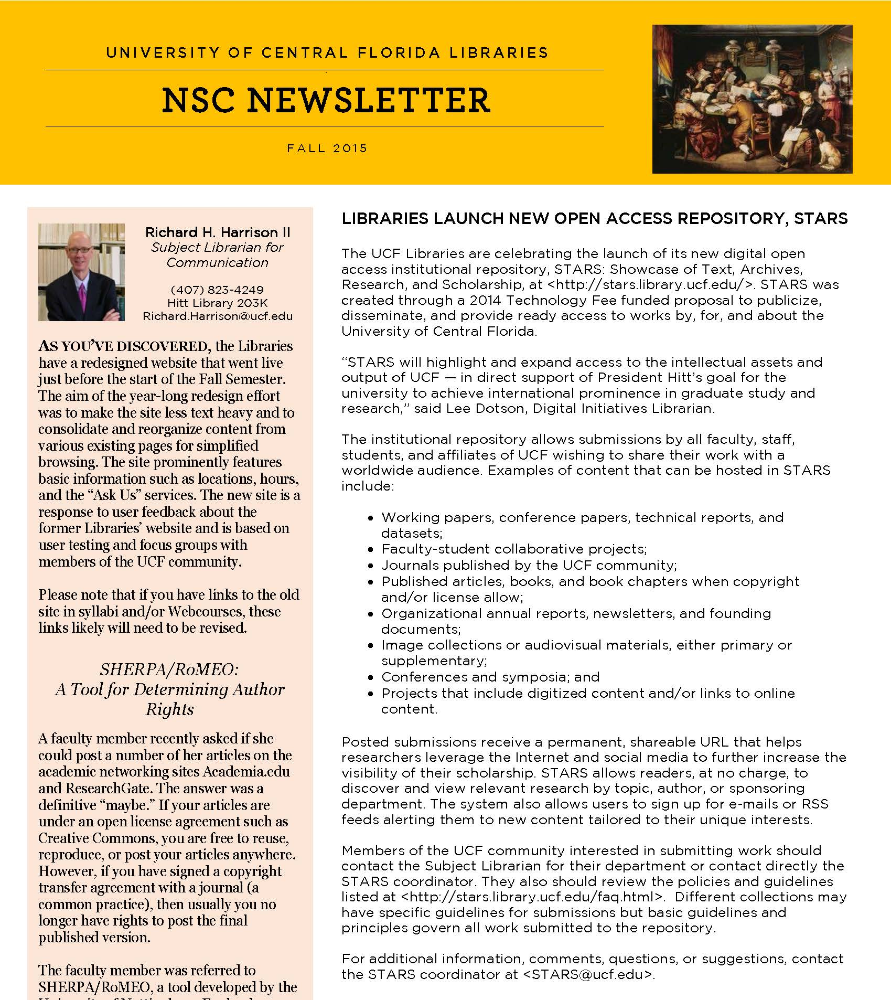 UNIVERSITY OF CENTRAL FLORIDA LIBRARIES
NSC NEWSLETTER
FALL 2015
Richard H. Harrison II
Subject Librarian for
Communication
(407) 823-4249
Hitt Library 203K
Richard.Harrison@ucf.edu
AS YOU’VE DISCOVERED, the Libraries
have a redesigned website that went live
just before the start of the Fall Semester.
The aim of the year-long redesign effort
was to make the site less text heavy and to
consolidate and reorganize content from
various existing pages for simplified
browsing. The site prominently features
basic information such as locations, hours,
and the “Ask Us” services. The new site is a
response to user feedback about the
former Libraries’ website and is based on
user testing and focus groups with
members of the UCF community.
Please note that if you have links to the old
site in syllabi and/or Webcourses, these
links likely will need to be revised.
SHERPA/RoMEO:
A Tool for Determining Author
Rights
A faculty member recently asked if she
could post a number of her articles on the
academic networking sites Academia.edu
and ResearchGate. The answer was a
definitive “maybe.” If your articles are
under an open license agreement such as
Creative Commons, you are free to reuse,
reproduce, or post your articles anywhere.
However, if you have signed a copyright
transfer agreement with a journal (a
common practice), then usually you no
longer have rights to post the final
published version.
The faculty member was referred to
SHERPA/RoMEO, a tool developed by the
LIBRARIES LAUNCH NEW OPEN ACCESS REPOSITORY, STARS
The UCF Libraries are celebrating the launch of its new digital open
access institutional repository, STARS: Showcase of Text, Archives,
Research, and Scholarship, at <http://stars.library.ucf.edu/>. STARS was
created through a 2014 Technology Fee funded proposal to publicize,
disseminate, and provide ready access to works by, for, and about the
University of Central Florida.
“STARS will highlight and expand access to the intellectual assets and
output of UCF — in direct support of President Hitt’s goal for the
university to achieve international prominence in graduate study and
research,” said Lee Dotson, Digital Initiatives Librarian.
The institutional repository allows submissions by all faculty, staff,
students, and affiliates of UCF wishing to share their work with a
worldwide audience. Examples of content that can be hosted in STARS
include:
• Working papers, conference papers, technical reports, and
datasets;
• Faculty-student collaborative projects;
• Journals published by the UCF community;
• Published articles, books, and book chapters when copyright
and/or license allow;
• Organizational annual reports, newsletters, and founding
documents;
• Image collections or audiovisual materials, either primary or
supplementary;
• Conferences and symposia; and
• Projects that include digitized content and/or links to online
content.
Posted submissions receive a permanent, shareable URL that helps
researchers leverage the Internet and social media to further increase the
visibility of their scholarship. STARS allows readers, at no charge, to
discover and view relevant research by topic, author, or sponsoring
department. The system also allows users to sign up for e-mails or RSS
feeds alerting them to new content tailored to their unique interests.
Members of the UCF community interested in submitting work should
contact the Subject Librarian for their department or contact directly the
STARS coordinator. They also should review the policies and guidelines
listed at <http://stars.library.ucf.edu/faq.html>.  Different collections may
have specific guidelines for submissions but basic guidelines and
principles govern all work submitted to the repository.
For additional information, comments, questions, or suggestions, contact
the STARS coordinator at <STARS@ucf.edu>.